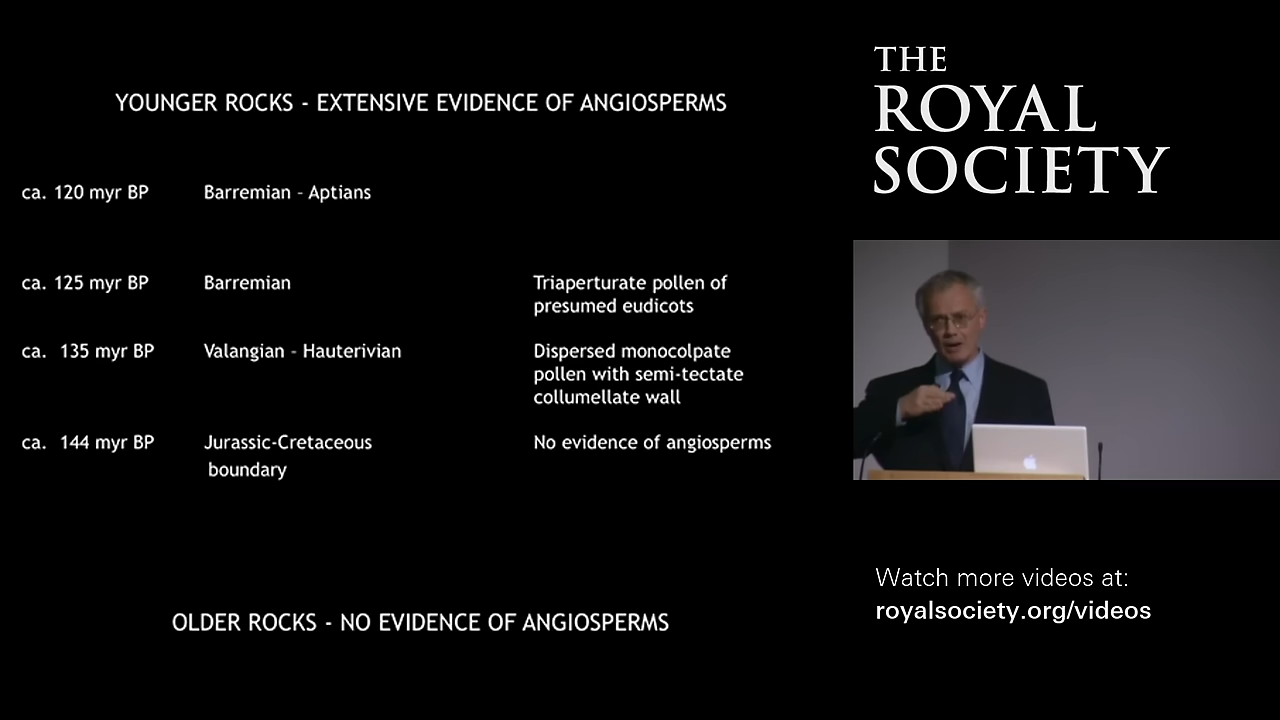 YOUNGER ROCKS - EXTENSIVE EVIDENCE OF ANGIOSPERMS
ca. 120 myr BP Barremian - Aptians
ca. 125 myr BP Barremian Triaperturate pollen of
presumed eudicots
ca. 135 myr BP Valangian - Hauterivian Dispersed monocolpate
pollen with semi-tectate
collumellate wall
ca. 144 myr BP Jurassic-Cretaceous No evidence of angiosperms
boundary
OLDER ROCKS - NO EVIDENCE OF ANGIOSPERMS
THE
ROYAL
SOCIETY
Watch more videos at:
royalsociety.org/videos